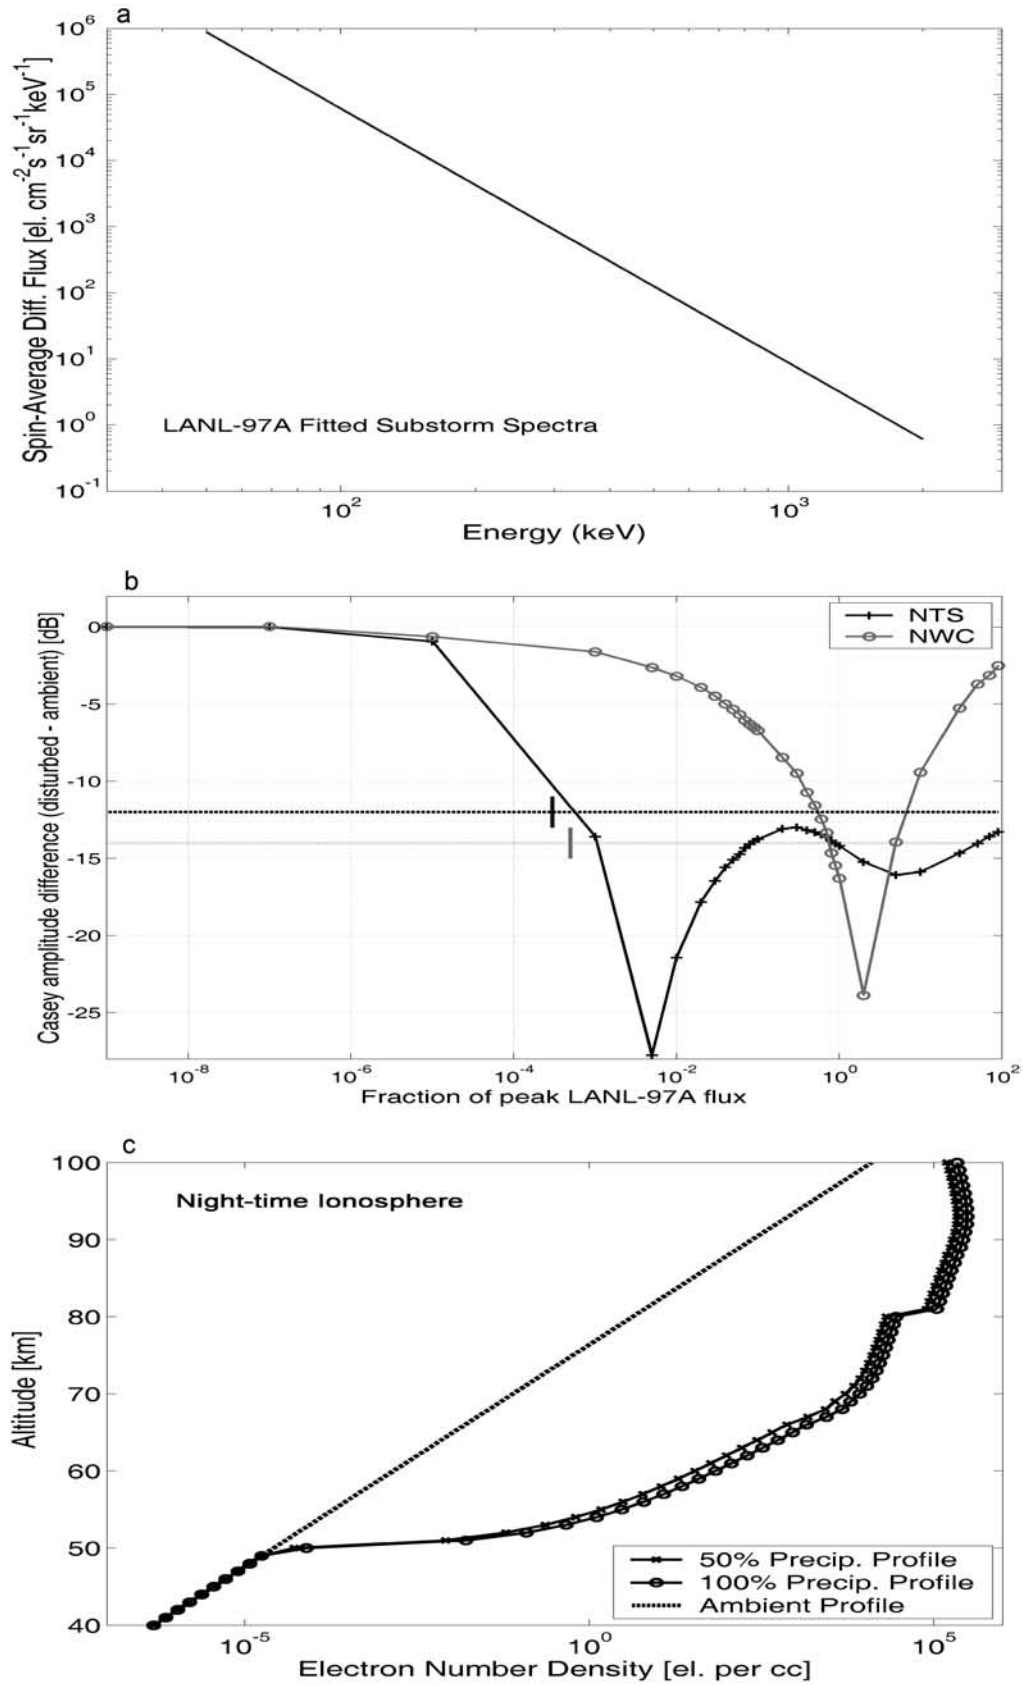 a
10^6
10^5
10^4
10^3
10^2
10^1
10^0
10^-1
Spin-Average Diff. Flux [el. cm^-2 s^-1 sr^-1 keV^-1]
LANL-97A Fitted Substorm Spectra
10^2
10^3
Energy (keV)
b
0
-5
-10
-15
-20
-25
Casey amplitude difference (disturbed - ambient) [dB]
NTS
NWC
10^-8
10^-6
10^-4
10^-2
10^0
10^2
Fraction of peak LANL-97A flux
c
100
90
80
70
60
50
40
Altitude [km]
Night-time Ionosphere
50% Precip. Profile
100% Precip. Profile
Ambient Profile
10^-5
10^0
10^5
Electron Number Density [el. per cc]